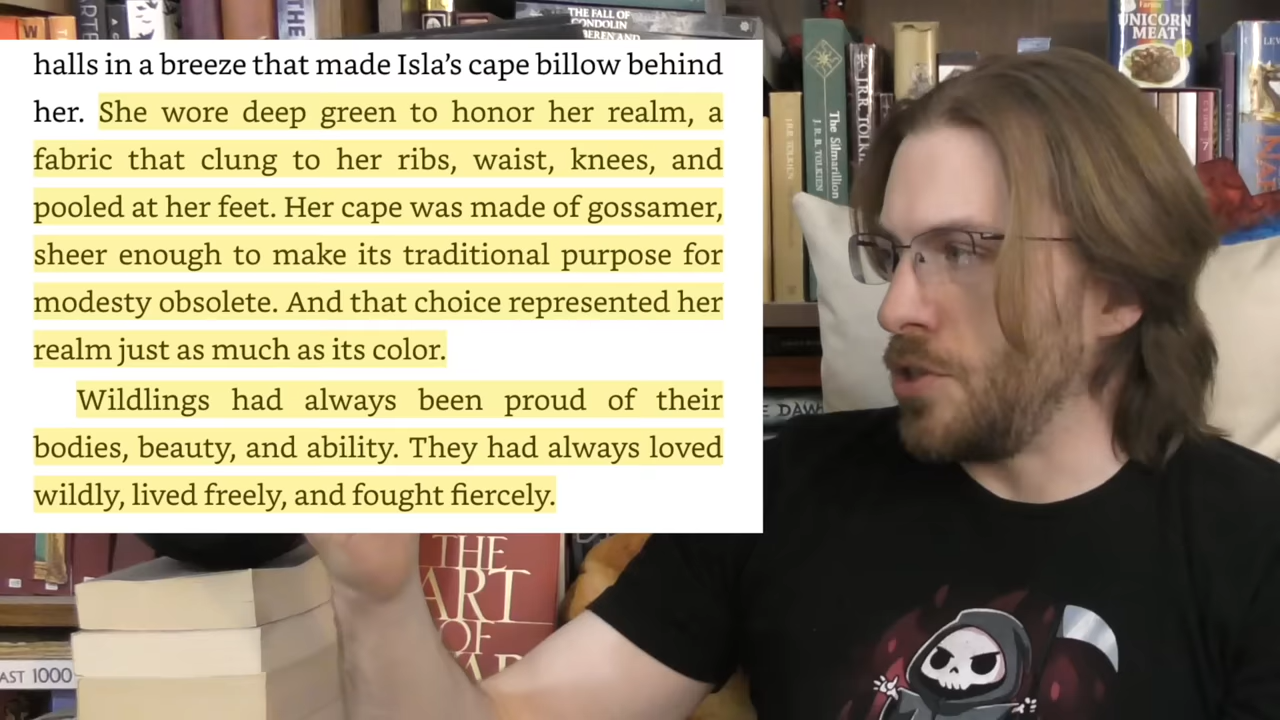 THE FALL OF
GONDOLIN
BEREN AND
UNICORN
MEAT
halls in a breeze that made Isla’s cape billow behind
her. She wore deep green to honor her realm, a
fabric that clung to her ribs, waist, knees, and
pooled at her feet. Her cape was made of gossamer,
sheer enough to make its traditional purpose for
modesty obsolete. And that choice represented her
realm just as much as its color.
Wildlings had always been proud of their
bodies, beauty, and ability. They had always loved
wildly, lived freely, and fought fiercely.
The Silmarillion
J.R.R. TOLKIEN
J.R.R. TOLKIEN
THE
ART
OF
AST 1000